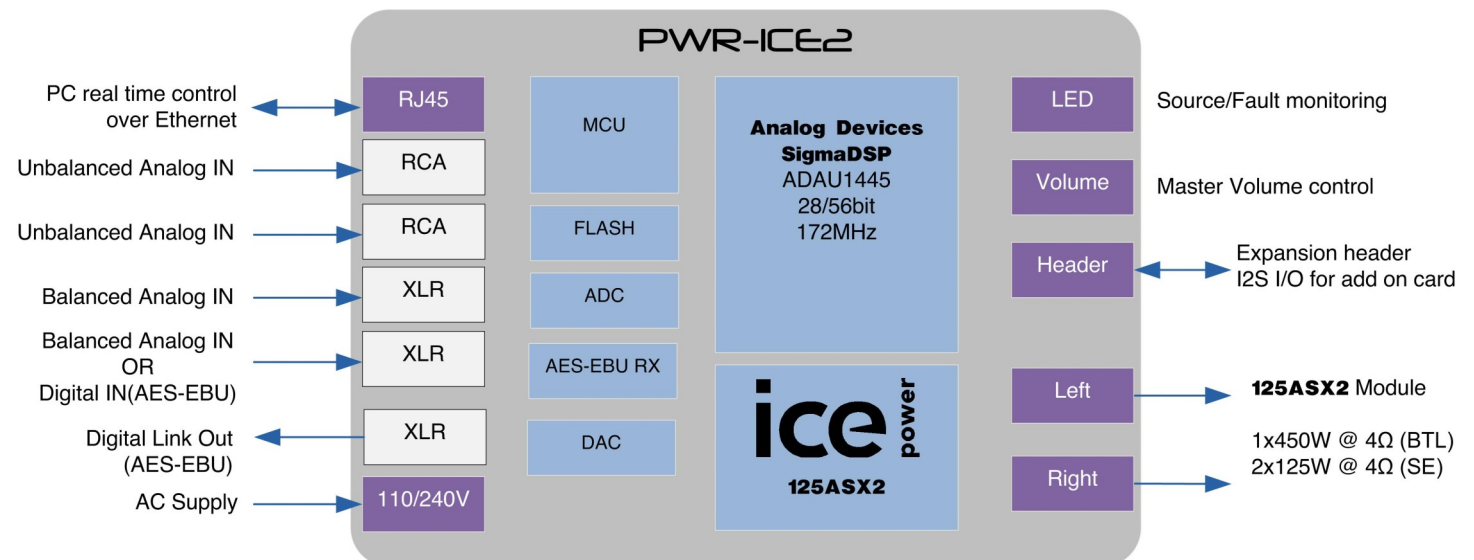 PWR-ICE2
PC real time control
over Ethernet
RJ45
Unbalanced Analog IN
RCA
Unbalanced Analog IN
RCA
Balanced Analog IN
XLR
Balanced Analog IN
OR
Digital IN(AES-EBU)
XLR
Digital Link Out
(AES-EBU)
XLR
AC Supply
110/240V
MCU
FLASH
ADC
AES-EBU RX
DAC
Analog Devices
SigmaDSP
ADAU1445
28/56bit
172MHz
ice
power
125ASX2
LED
Source/Fault monitoring
Volume
Master Volume control
Header
Expansion header
I2S I/O for add on card
Left
125ASX2 Module
1x450W @ 4Ω (BTL)
2x125W @ 4Ω (SE)
Right